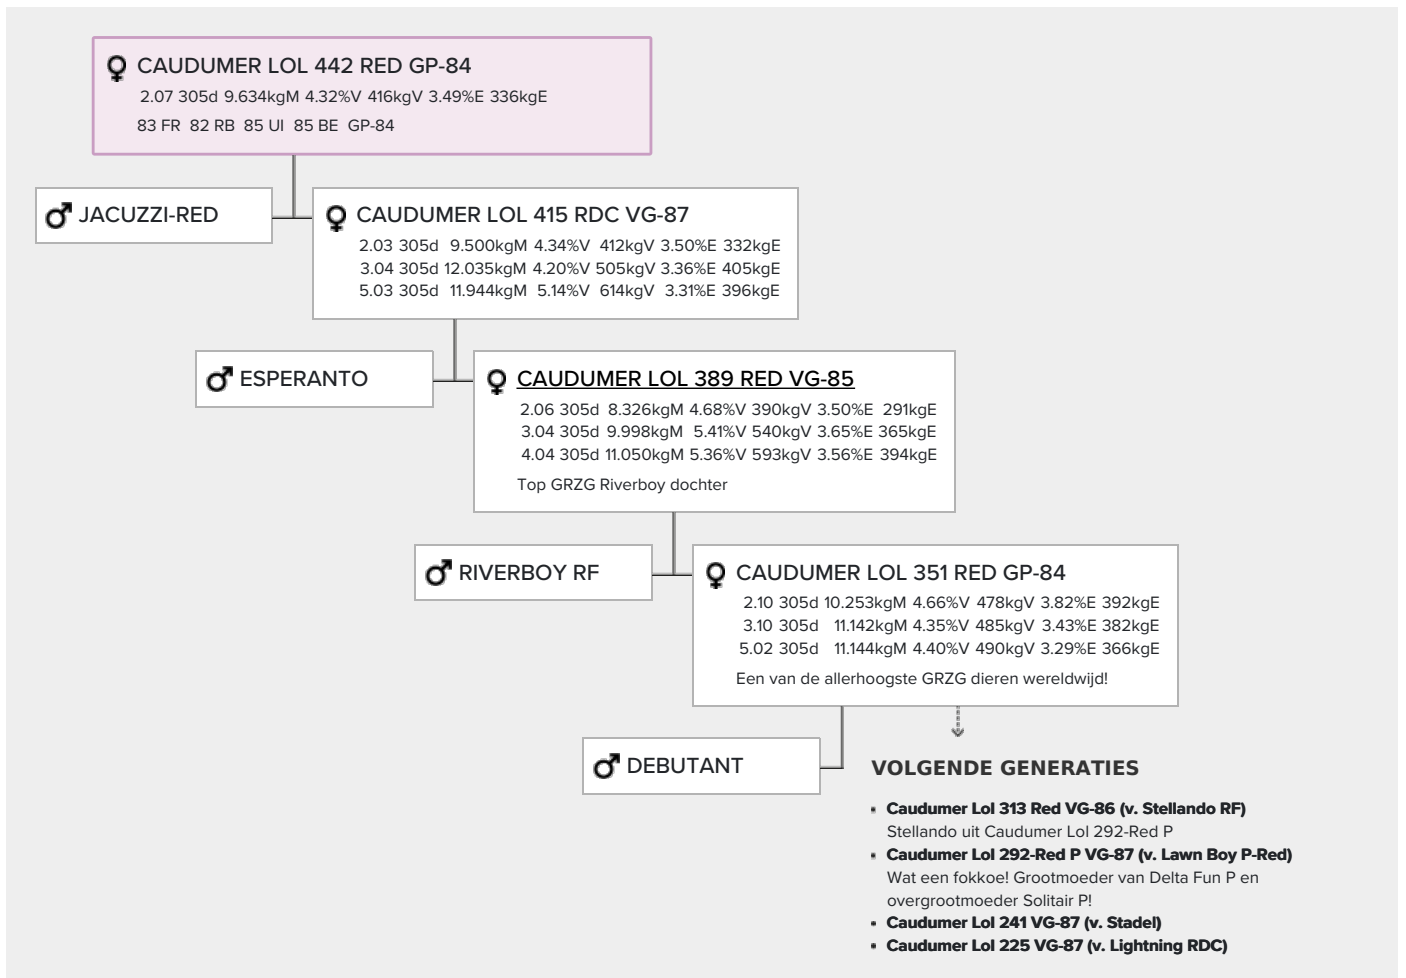 CAUDUMER LOL 442 RED GP-84
2.07 305d 9.634kgM 4.32%V 416kgV 3.49%E 336kgE
83 FR 82 RB 85 UI 85 BE GP-84
JACUZZI-RED
CAUDUMER LOL 415 RDC VG-87
2.03 305d 9.500kgM 4.34%V 412kgV 3.50%E 332kgE
3.04 305d 12.035kgM 4.20%V 505kgV 3.36%E 405kgE
5.03 305d 11.944kgM 5.14%V 614kgV 3.31%E 396kgE
ESPERANTO
CAUDUMER LOL 389 RED VG-85
2.06 305d 8.326kgM 4.68%V 390kgV 3.50%E 291kgE
3.04 305d 9.998kgM 5.41%V 540kgV 3.65%E 365kgE
4.04 305d 11.050kgM 5.36%V 593kgV 3.56%E 394kgE
Top GRZG Riverboy dochter
RIVERBOY RF
CAUDUMER LOL 351 RED GP-84
2.10 305d 10.253kgM 4.66%V 478kgV 3.82%E 392kgE
3.10 305d 11.142kgM 4.35%V 485kgV 3.43%E 382kgE
5.02 305d 11.144kgM 4.40%V 490kgV 3.29%E 366kgE
Een van de allerhoogste GRZG dieren wereldwijd!
DEBUTANT
VOLGENDE GENERATIES
• Caudumer Lol 313 Red VG-86 (v. Stellando RF)
Stellando uit Caudumer Lol 292-Red P
• Caudumer Lol 292-Red P VG-87 (v. Lawn Boy P-Red)
Wat een fokkoe! Grootmoeder van Delta Fun P en
overgrootmoeder Solitair P!
• Caudumer Lol 241 VG-87 (v. Stadel)
• Caudumer Lol 225 VG-87 (v. Lightning RDC)